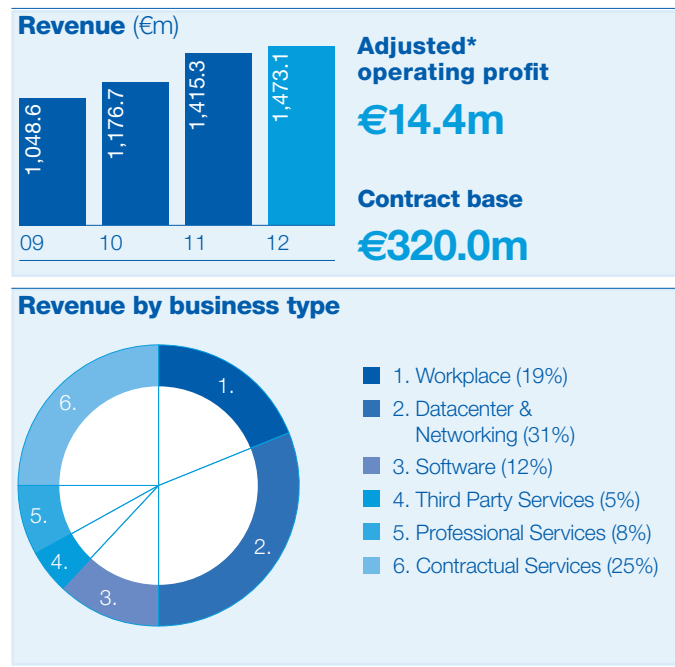 Revenue (€m)
1,048.6
1,176.7
1,415.3
1,473.1
09
10
11
12
Adjusted*
operating profit
€14.4m
Contract base
€320.0m
Revenue by business type
1.
2.
3.
4.
5.
6.
1. Workplace (19%)
2. Datacenter &
Networking (31%)
3. Software (12%)
4. Third Party Services (5%)
5. Professional Services (8%)
6. Contractual Services (25%)